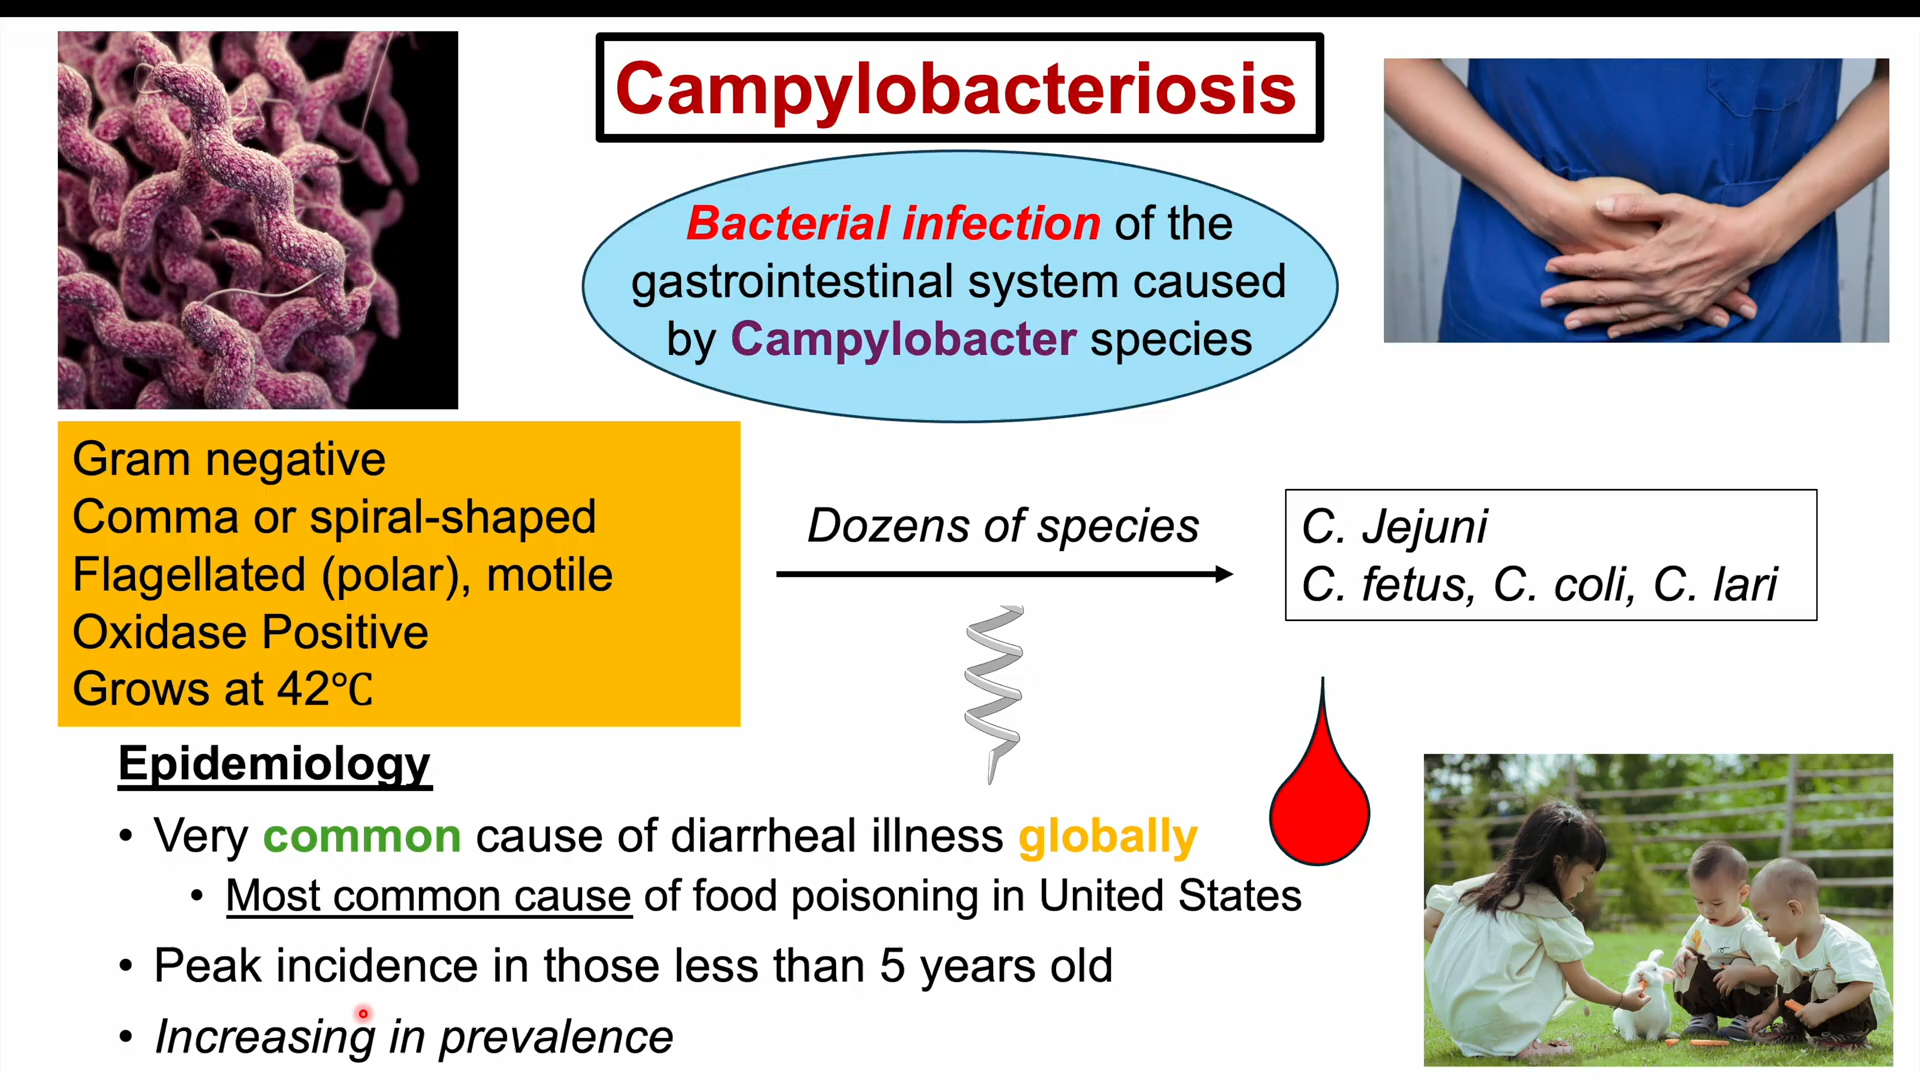 Campylobacteriosis
Bacterial infection of the
gastrointestinal system caused
by Campylobacter species
Gram negative
Comma or spiral-shaped
Flagellated (polar), motile
Oxidase Positive
Grows at 42℃
Dozens of species
C. Jejuni
C. fetus, C. coli, C. lari
Epidemiology
• Very common cause of diarrheal illness globally
• Most common cause of food poisoning in United States
• Peak incidence in those less than 5 years old
• Increasing in prevalence